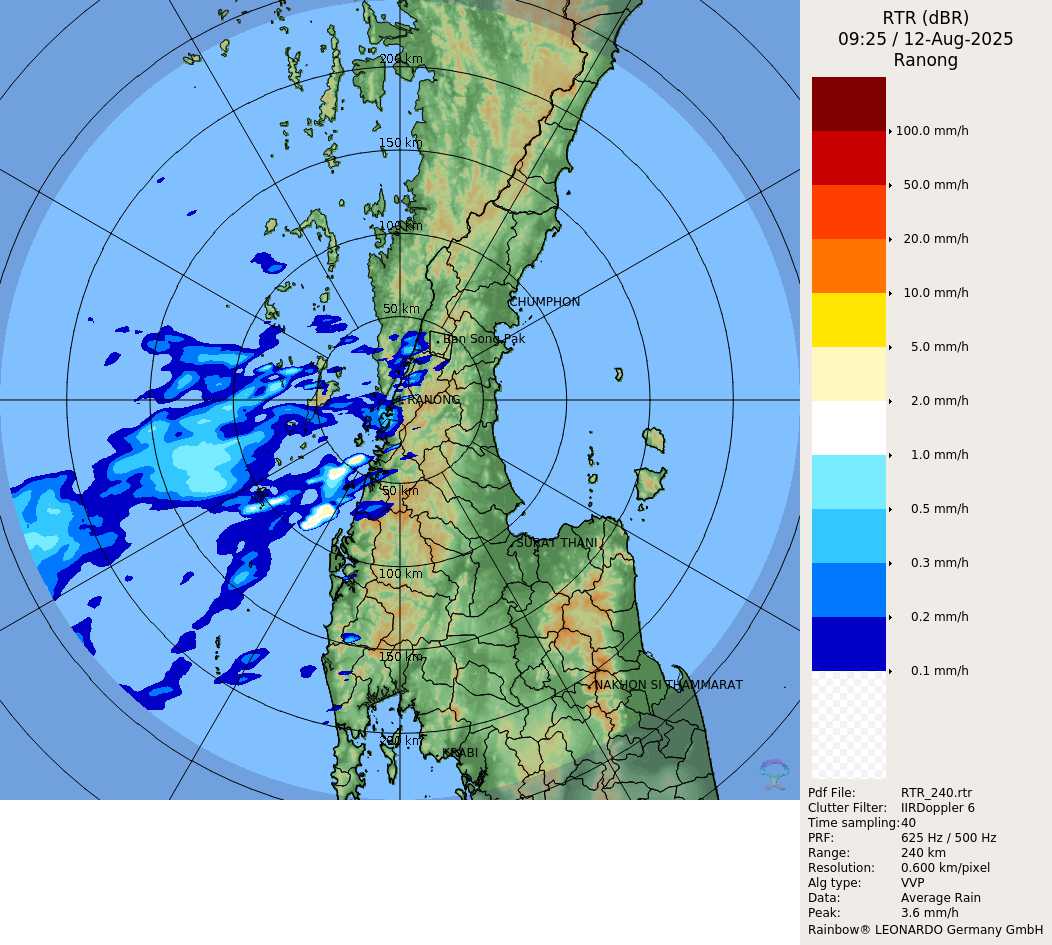 RTR (dBR)
09:25 / 12-Aug-2025
Ranong
100.0 mm/h
50.0 mm/h
20.0 mm/h
10.0 mm/h
5.0 mm/h
2.0 mm/h
1.0 mm/h
0.5 mm/h
0.3 mm/h
0.2 mm/h
0.1 mm/h
Pdf File: RTR_240.rtr
Clutter Filter: IIRDoppler 6
Time sampling: 40
PRF: 625 Hz / 500 Hz
Range: 240 km
Resolution: 0.600 km/pixel
Alg type: VVP
Data: Average Rain
Peak: 3.6 mm/h
Rainbow® LEONARDO Germany GmbH
200 km
150 km
100 km
50 km
CHUMPHON
Ban Song Pak
RANONG
50 km
SURAT THANI
100 km
150 km
NAKHON SI THAMMARAT
200 km
KRABI